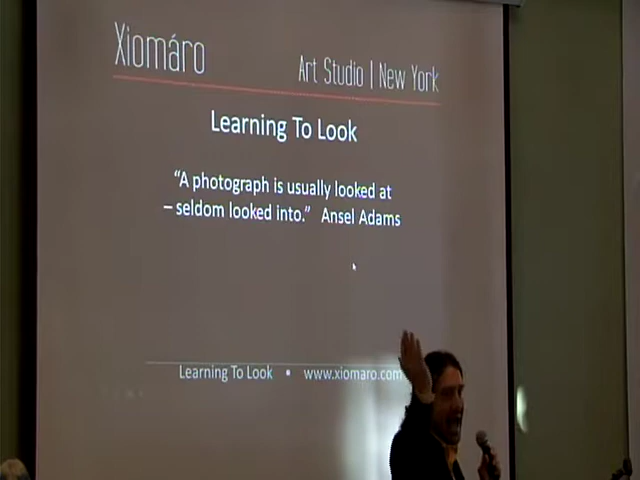 Xiomáro
Art Studio | New York
Learning To Look
“A photograph is usually looked at
– seldom looked into.” Ansel Adams
Learning To Look ▪ www.xiomaro.com